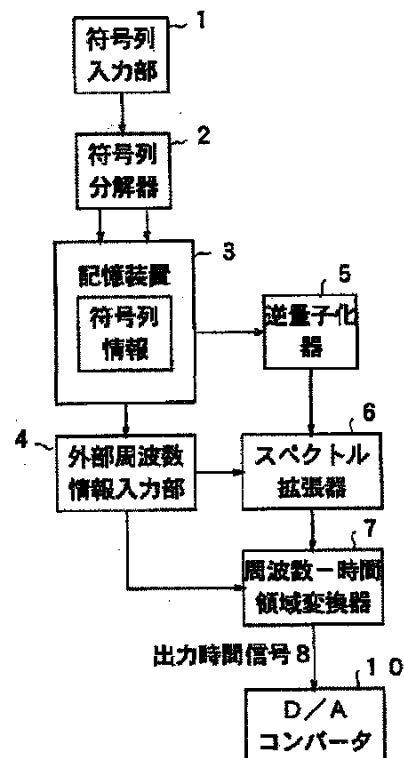 符号列
入力部
1
符号列
分解器
2
記憶装置
符号列
情報
3
外部周波数
情報入力部
4
逆量子化
器
5
スペクトル
拡張器
6
周波数－時間
領域変換器
7
出力時間信号8
D／A
コンバータ
10